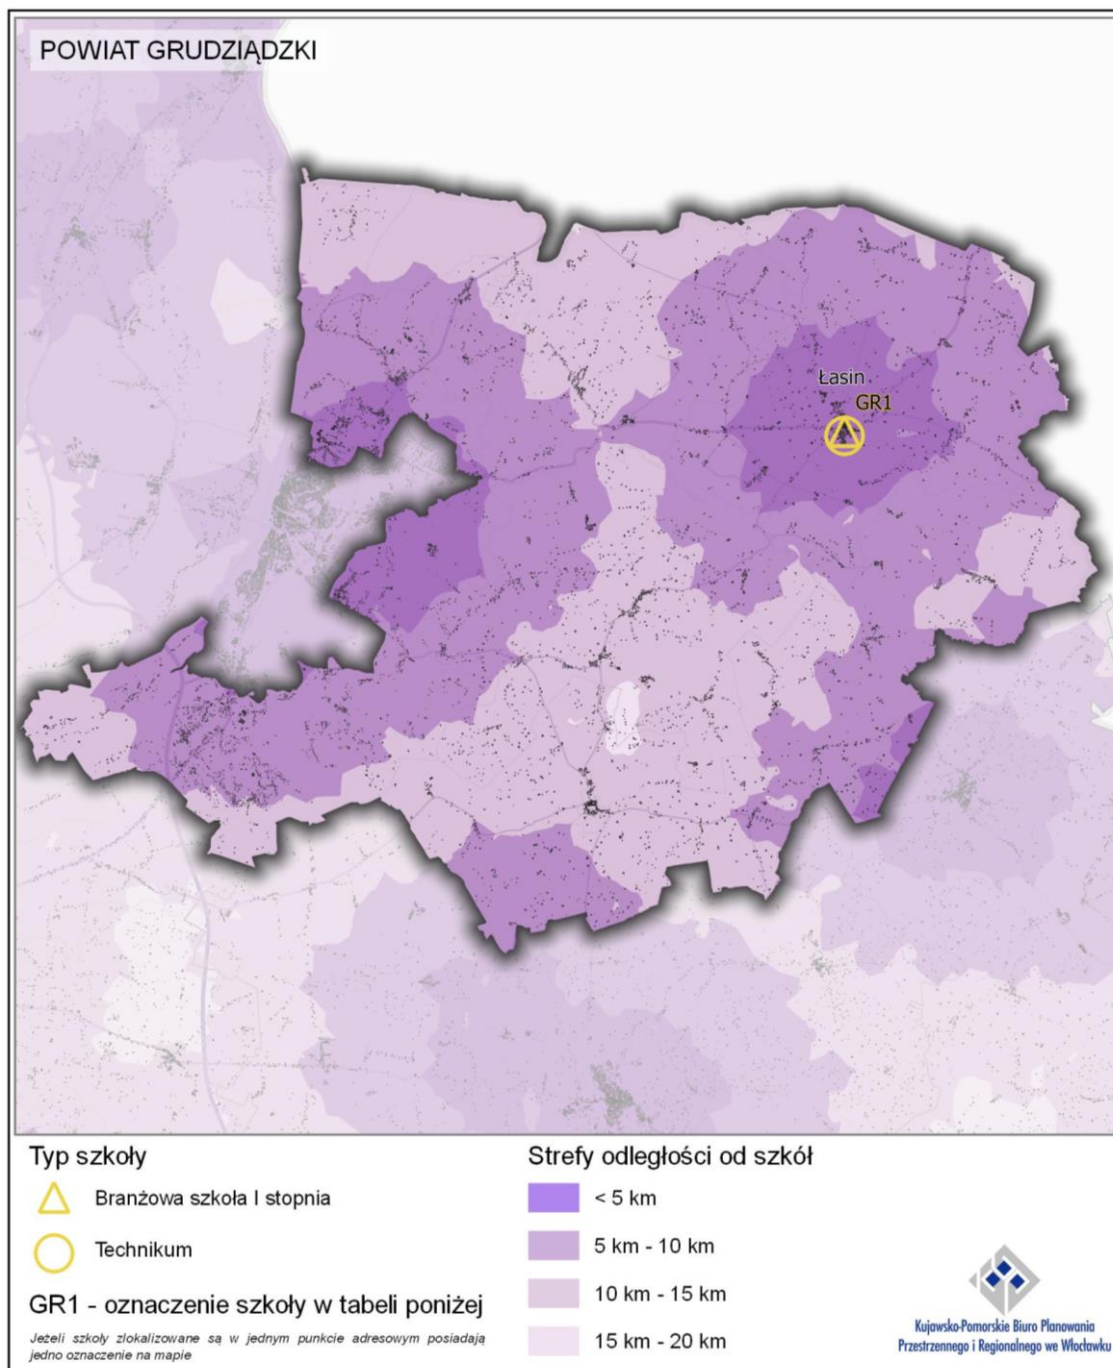 POWIAT GRUDZIĄDZKI
Łasin
GR1
Typ szkoły
Branżowa szkoła I stopnia
Technikum
GR1 - oznaczenie szkoły w tabeli poniżej
Jeżeli szkoły zlokalizowane są w jednym punkcie adresowym posiadają
jedno oznaczenie na mapie
Strefy odległości od szkół
< 5 km
5 km - 10 km
10 km - 15 km
15 km - 20 km
Kujawsko-Pomorskie Biuro Planowania
Przestrzennego i Regionalnego we Włocławku